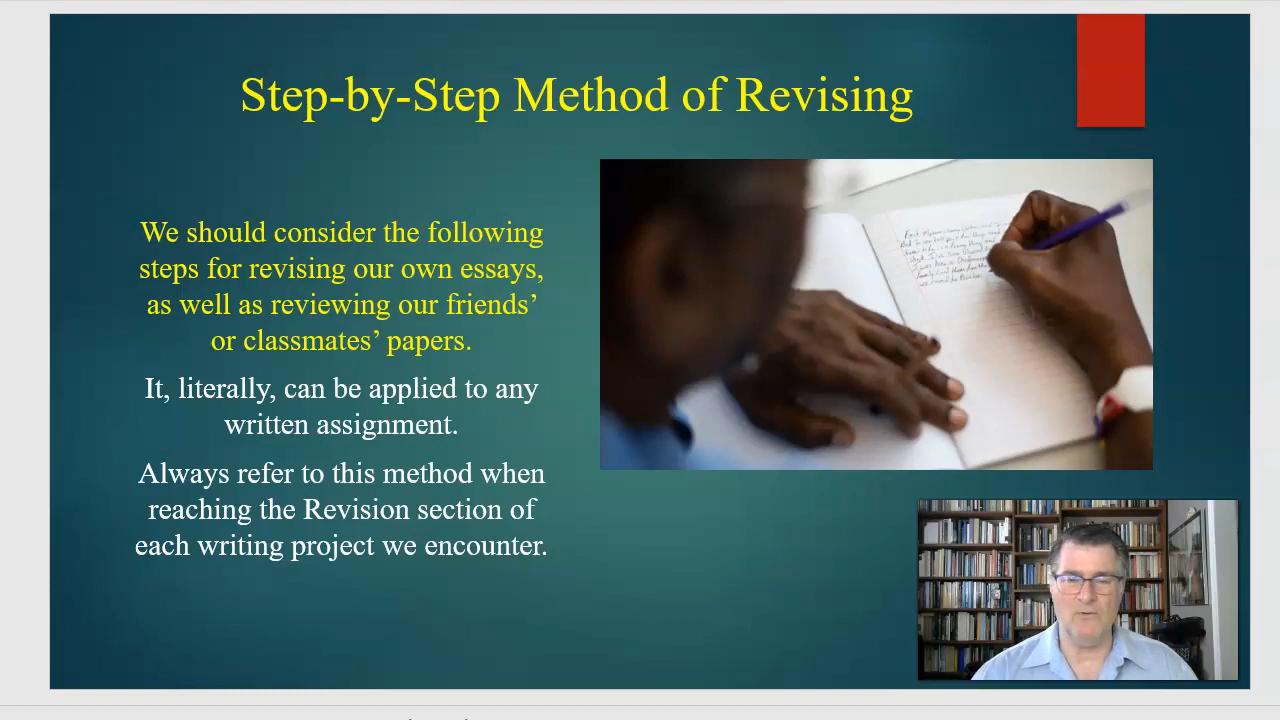 Step-by-Step Method of Revising
We should consider the following
steps for revising our own essays,
as well as reviewing our friends’
or classmates’ papers.
It, literally, can be applied to any
written assignment.
Always refer to this method when
reaching the Revision section of
each writing project we encounter.